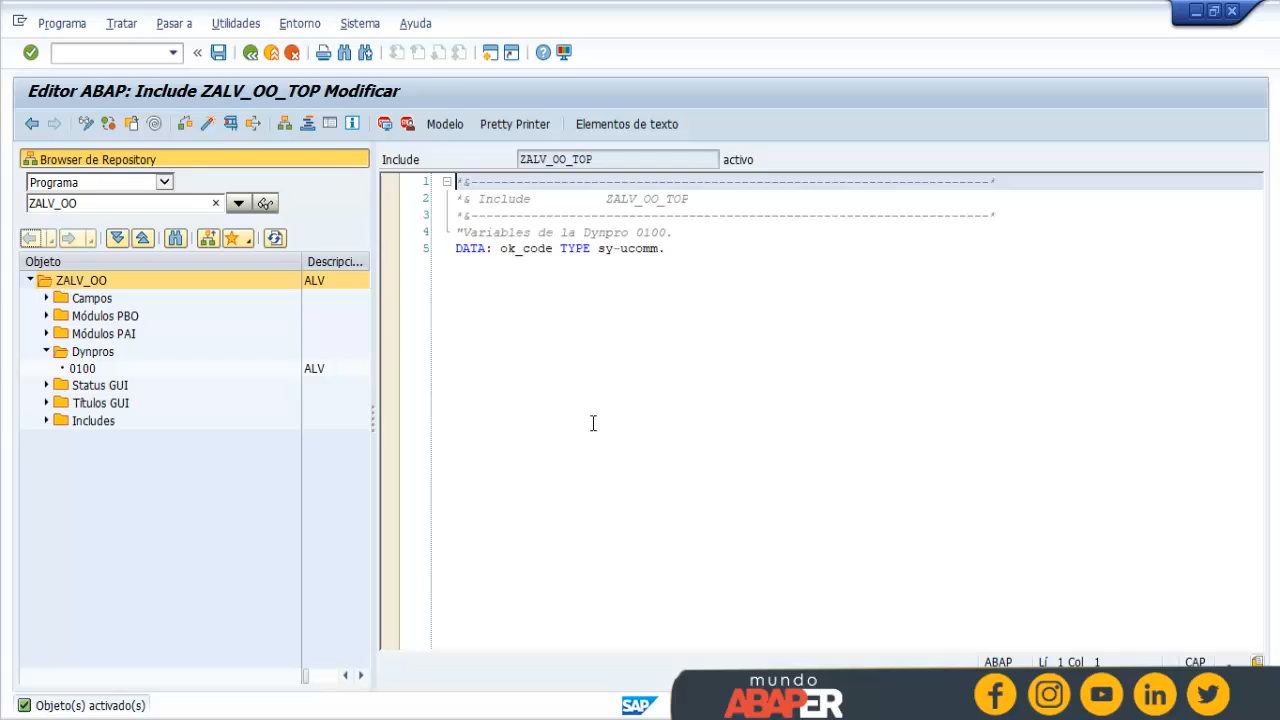 Programa Tratar Pasar a Utilidades Entorno Sistema Ayuda
Editor ABAP: Include ZALV_OO_TOP Modificar
Modelo Pretty Printer Elementos de texto
Browser de Repository
Include ZALV_OO_TOP activo
Programa
ZALV_OO
Objeto Descripci...
ZALV_OO ALV
Campos
Módulos PBO
Módulos PAI
Dynpros
0100 ALV
Status GUI
Títulos GUI
Includes
1 *&---------------------------------------------------------------------*
2 *& Include ZALV_OO_TOP
3 *&---------------------------------------------------------------------*
4 "Variables de la Dynpro 0100.
5 DATA: ok_code TYPE sy-ucomm.
ABAP Lí 1 Col 1 CAP
Objeto(s) activado(s)
SAP
mundo
ABAPER